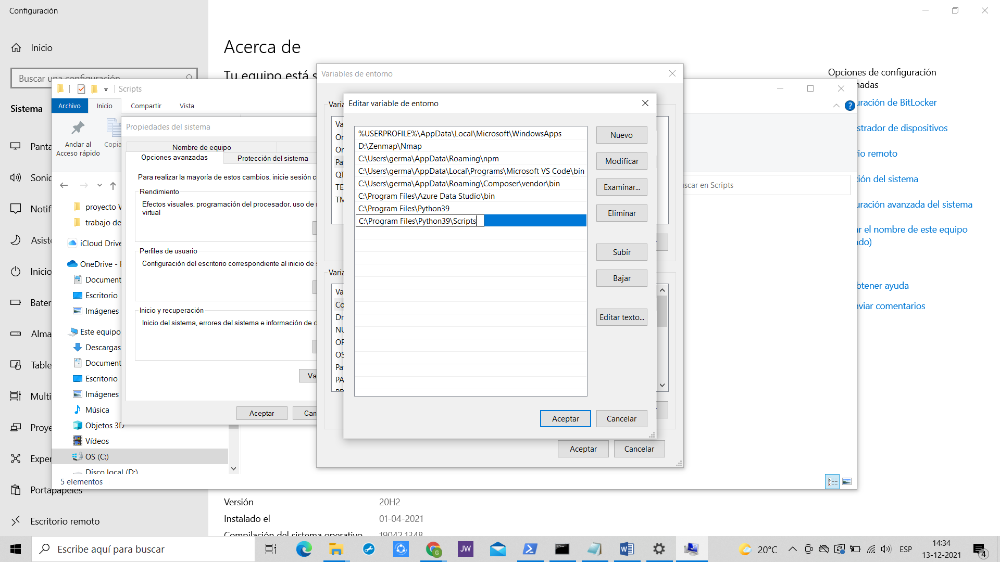 Configuración
Inicio
Buscar una configuración
Sistema
Panta
Sonic
Notif
Asiste
Inicio
Bater
Alma
Table
Multi
Proye
Exper
Portapapeles
Escritorio remoto
Acerca de
Tu equipo está s
Versión 20H2
Instalado el 01-04-2021
Compilación del sistema operativo 19042.1348
Opciones de configuración
nadas
uración de BitLocker
strador de dispositivos
io remoto
ión del sistema
uración avanzada del sistema
ar el nombre de este equipo
ado)
btener ayuda
nviar comentarios
Scripts
Archivo Inicio Compartir Vista
Anclar al
Acceso rápido
Copia
proyecto W
trabajo de
iCloud Drive
OneDrive - P
Document
Escritorio
Imágenes
Este equipo
Descargas
Document
Escritorio
Imágenes
Música
Objetos 3D
Vídeos
OS (C:)
Disco local (D:)
5 elementos
scar en Scripts
Propiedades del sistema
Nombre de equipo
Opciones avanzadas
Protección del sistema
Para realizar la mayoría de estos cambios, inicie sesión c
Rendimiento
Efectos visuales, programación del procesador, uso de
virtual
Perfiles de usuario
Configuración del escritorio correspondiente al inicio de s
Inicio y recuperación
Inicio del sistema, errores del sistema e información de d
Va
Aceptar
Can
Variables de entorno
Varia
Va
On
On
Pa
QT
TE
TM
Varia
Va
Co
Dr
NU
OP
OS
Pa
PA
PR
Aceptar
Cancelar
Editar variable de entorno
%USERPROFILE%\AppData\Local\Microsoft\WindowsApps
D:\Zenmap\Nmap
C:\Users\germa\AppData\Roaming\npm
C:\Users\germa\AppData\Local\Programs\Microsoft VS Code\bin
C:\Users\germa\AppData\Roaming\Composer\vendor\bin
C:\Program Files\Azure Data Studio\bin
C:\Program Files\Python39
C:\Program Files\Python39\Scripts
Nuevo
Modificar
Examinar...
Eliminar
Subir
Bajar
Editar texto...
Aceptar
Cancelar
Escribe aquí para buscar
G
JW
20°C
ESP
14:34
13-12-2021
4